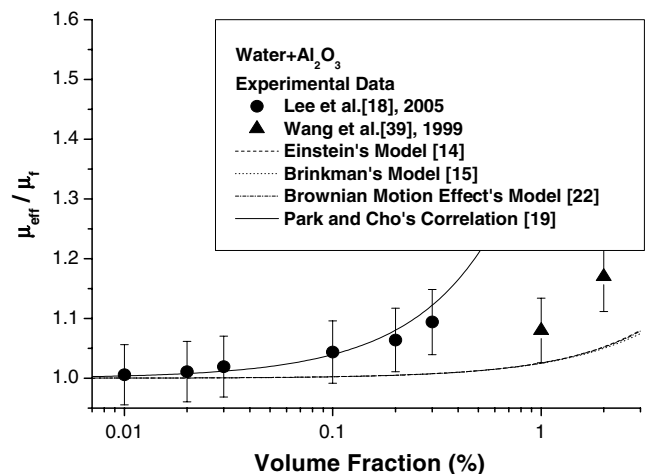 1.6
1.5
1.4
1.3
1.2
1.1
1.0
μeff / μf
Water+Al2O3
Experimental Data
Lee et al.[18], 2005
Wang et al.[39], 1999
Einstein's Model [14]
Brinkman's Model [15]
Brownian Motion Effect's Model [22]
Park and Cho's Correlation [19]
0.01 0.1 1
Volume Fraction (%)